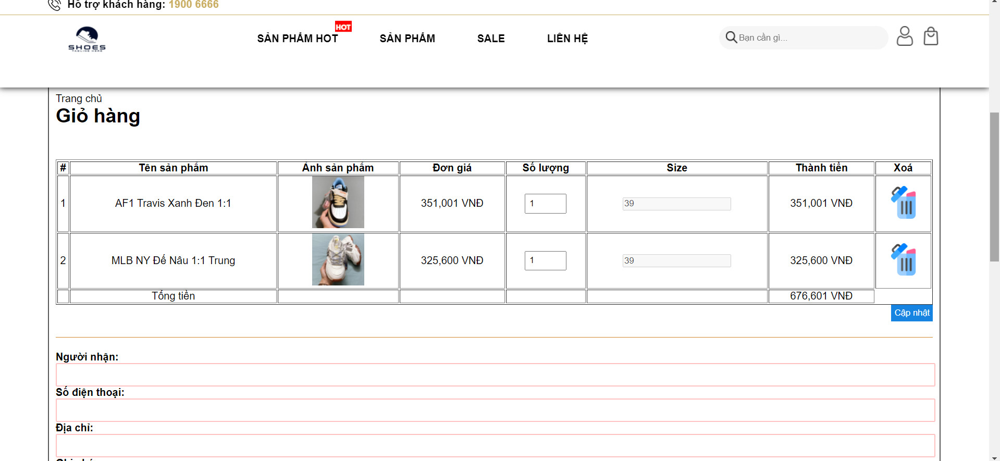 Hỗ trợ khách hàng: 1900 6666
SHOES
TAGLINE HERE
SẢN PHẨM HOT
HOT
SẢN PHẨM
SALE
LIÊN HỆ
Bạn cần gì...
Trang chủ
Giỏ hàng
# Tên sản phẩm Ảnh sản phẩm Đơn giá Số lượng Size Thành tiền Xoá
1 AF1 Travis Xanh Đen 1:1 351,001 VNĐ 1 39 351,001 VNĐ
2 MLB NY Đế Nâu 1:1 Trung 325,600 VNĐ 1 39 325,600 VNĐ
Tổng tiền 676,601 VNĐ
Cập nhật
Người nhận:
Số điện thoại:
Địa chỉ: